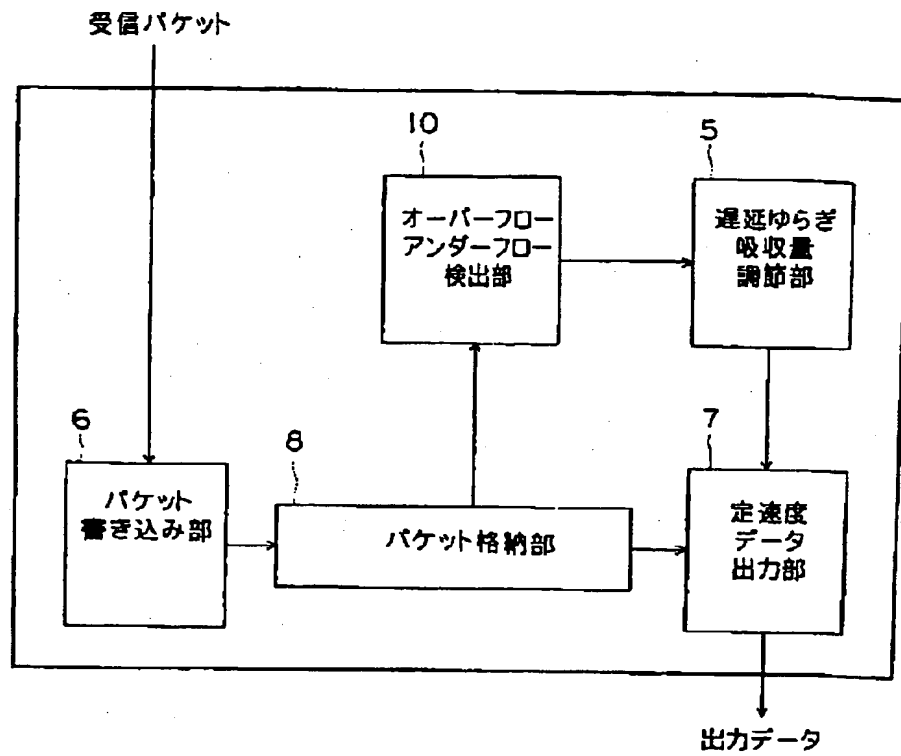 受信パケット
10
オーバーフロー
アンダーフロー
検出部
5
遅延ゆらぎ
吸収量
調節部
6
パケット
書き込み部
8
パケット格納部
7
定速度
データ
出力部
出力データ